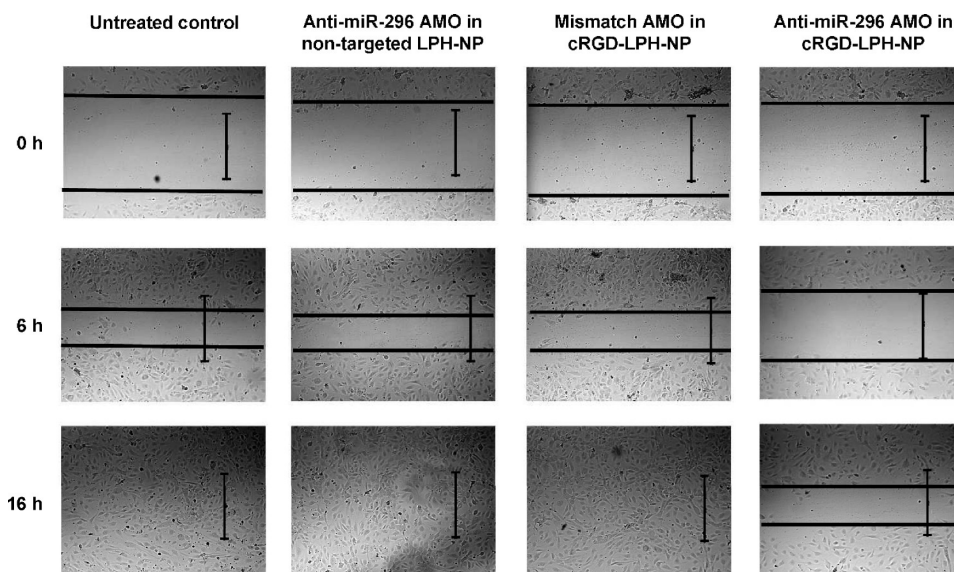 Untreated control
Anti-miR-296 AMO in
non-targeted LPH-NP
Mismatch AMO in
cRGD-LPH-NP
Anti-miR-296 AMO in
cRGD-LPH-NP
0 h
6 h
16 h